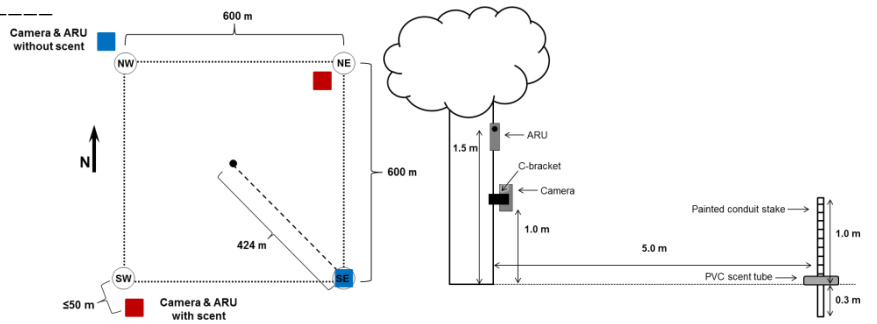 600 m
Camera & ARU
without scent
NW
NE
N
600 m
424 m
SW
SE
≤50 m
Camera & ARU
with scent
ARU
1.5 m
C-bracket
Camera
1.0 m
Painted conduit stake
1.0 m
5.0 m
PVC scent tube
0.3 m